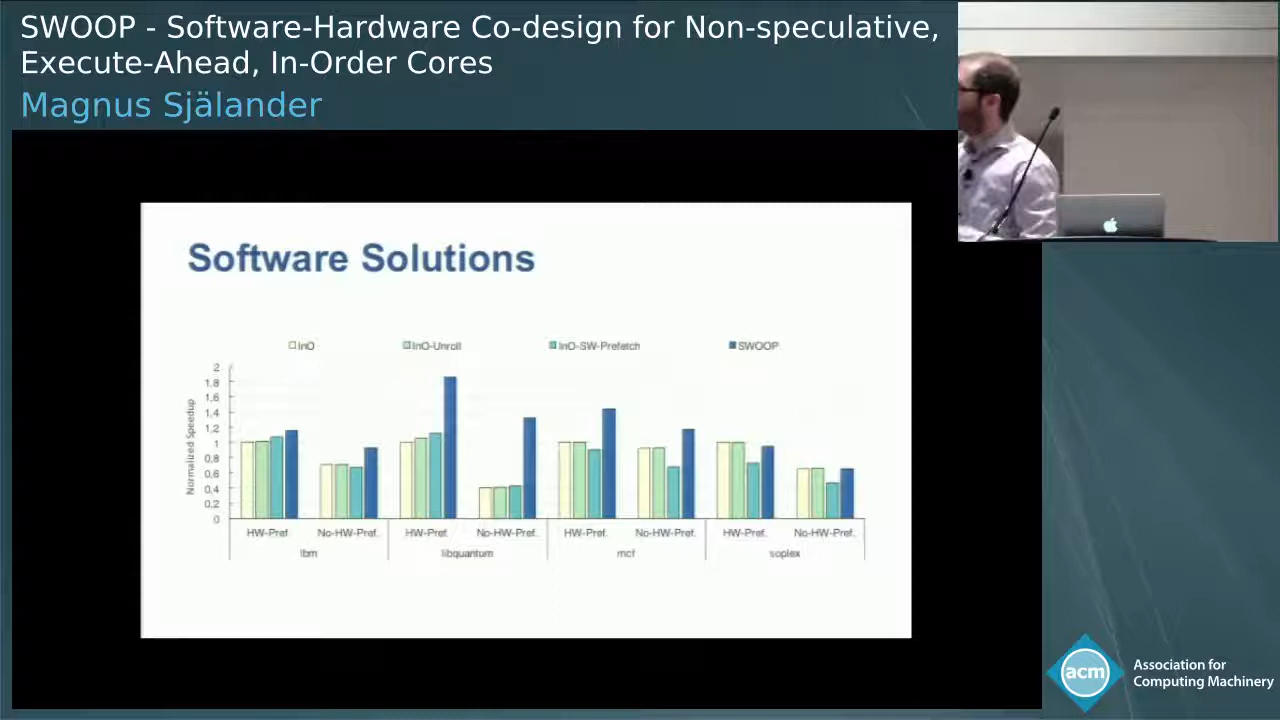 SWOOP - Software-Hardware Co-design for Non-speculative,
Execute-Ahead, In-Order Cores
Magnus Själander
Software Solutions
InO InO-Unroll InO-SW-Prefetch SWOOP
Normalized Speedup
2
1,8
1,6
1,4
1,2
1
0,8
0,6
0,4
0,2
0
HW-Pref. No-HW-Pref. HW-Pref. No-HW-Pref. HW-Pref. No-HW-Pref. HW-Pref. No-HW-Pref.
lbm libquantum mcf soplex
acm
Association for
Computing Machinery